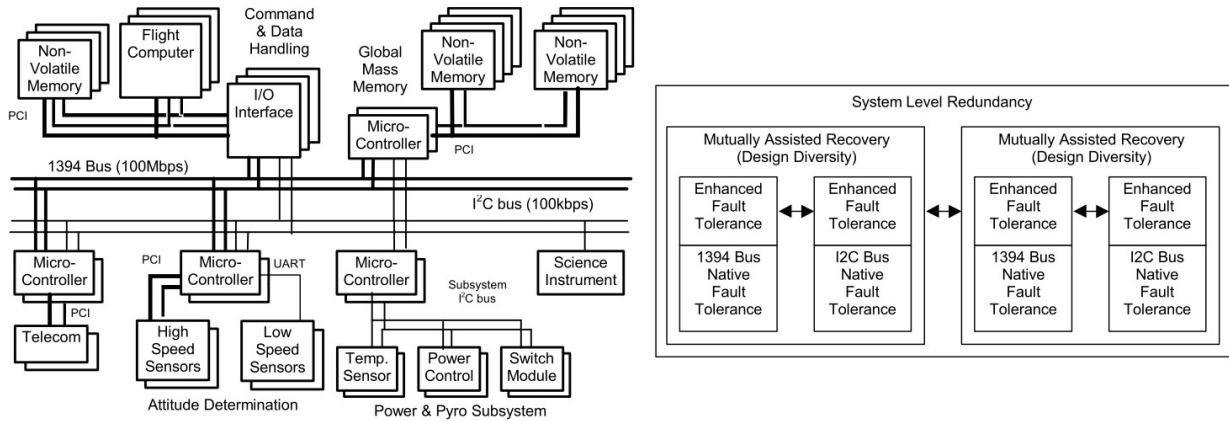 Non-
Volatile
Memory
Flight
Computer
Command
& Data
Handling
I/O
Interface
PCI
Global
Mass
Memory
Non-
Volatile
Memory
Non-
Volatile
Memory
Micro-
Controller
PCI
1394 Bus (100Mbps)
I²C bus (100kbps)
Micro-
Controller
PCI
Telecom
PCI
Micro-
Controller
UART
High
Speed
Sensors
Low
Speed
Sensors
Attitude Determination
Micro-
Controller
Subsystem
I²C bus
Science
Instrument
Temp.
Sensor
Power
Control
Switch
Module
Power & Pyro Subsystem
System Level Redundancy
Mutually Assisted Recovery
(Design Diversity)
Enhanced
Fault
Tolerance
1394 Bus
Native
Fault
Tolerance
Enhanced
Fault
Tolerance
I2C Bus
Native
Fault
Tolerance
Mutually Assisted Recovery
(Design Diversity)
Enhanced
Fault
Tolerance
1394 Bus
Native
Fault
Tolerance
Enhanced
Fault
Tolerance
I2C Bus
Native
Fault
Tolerance